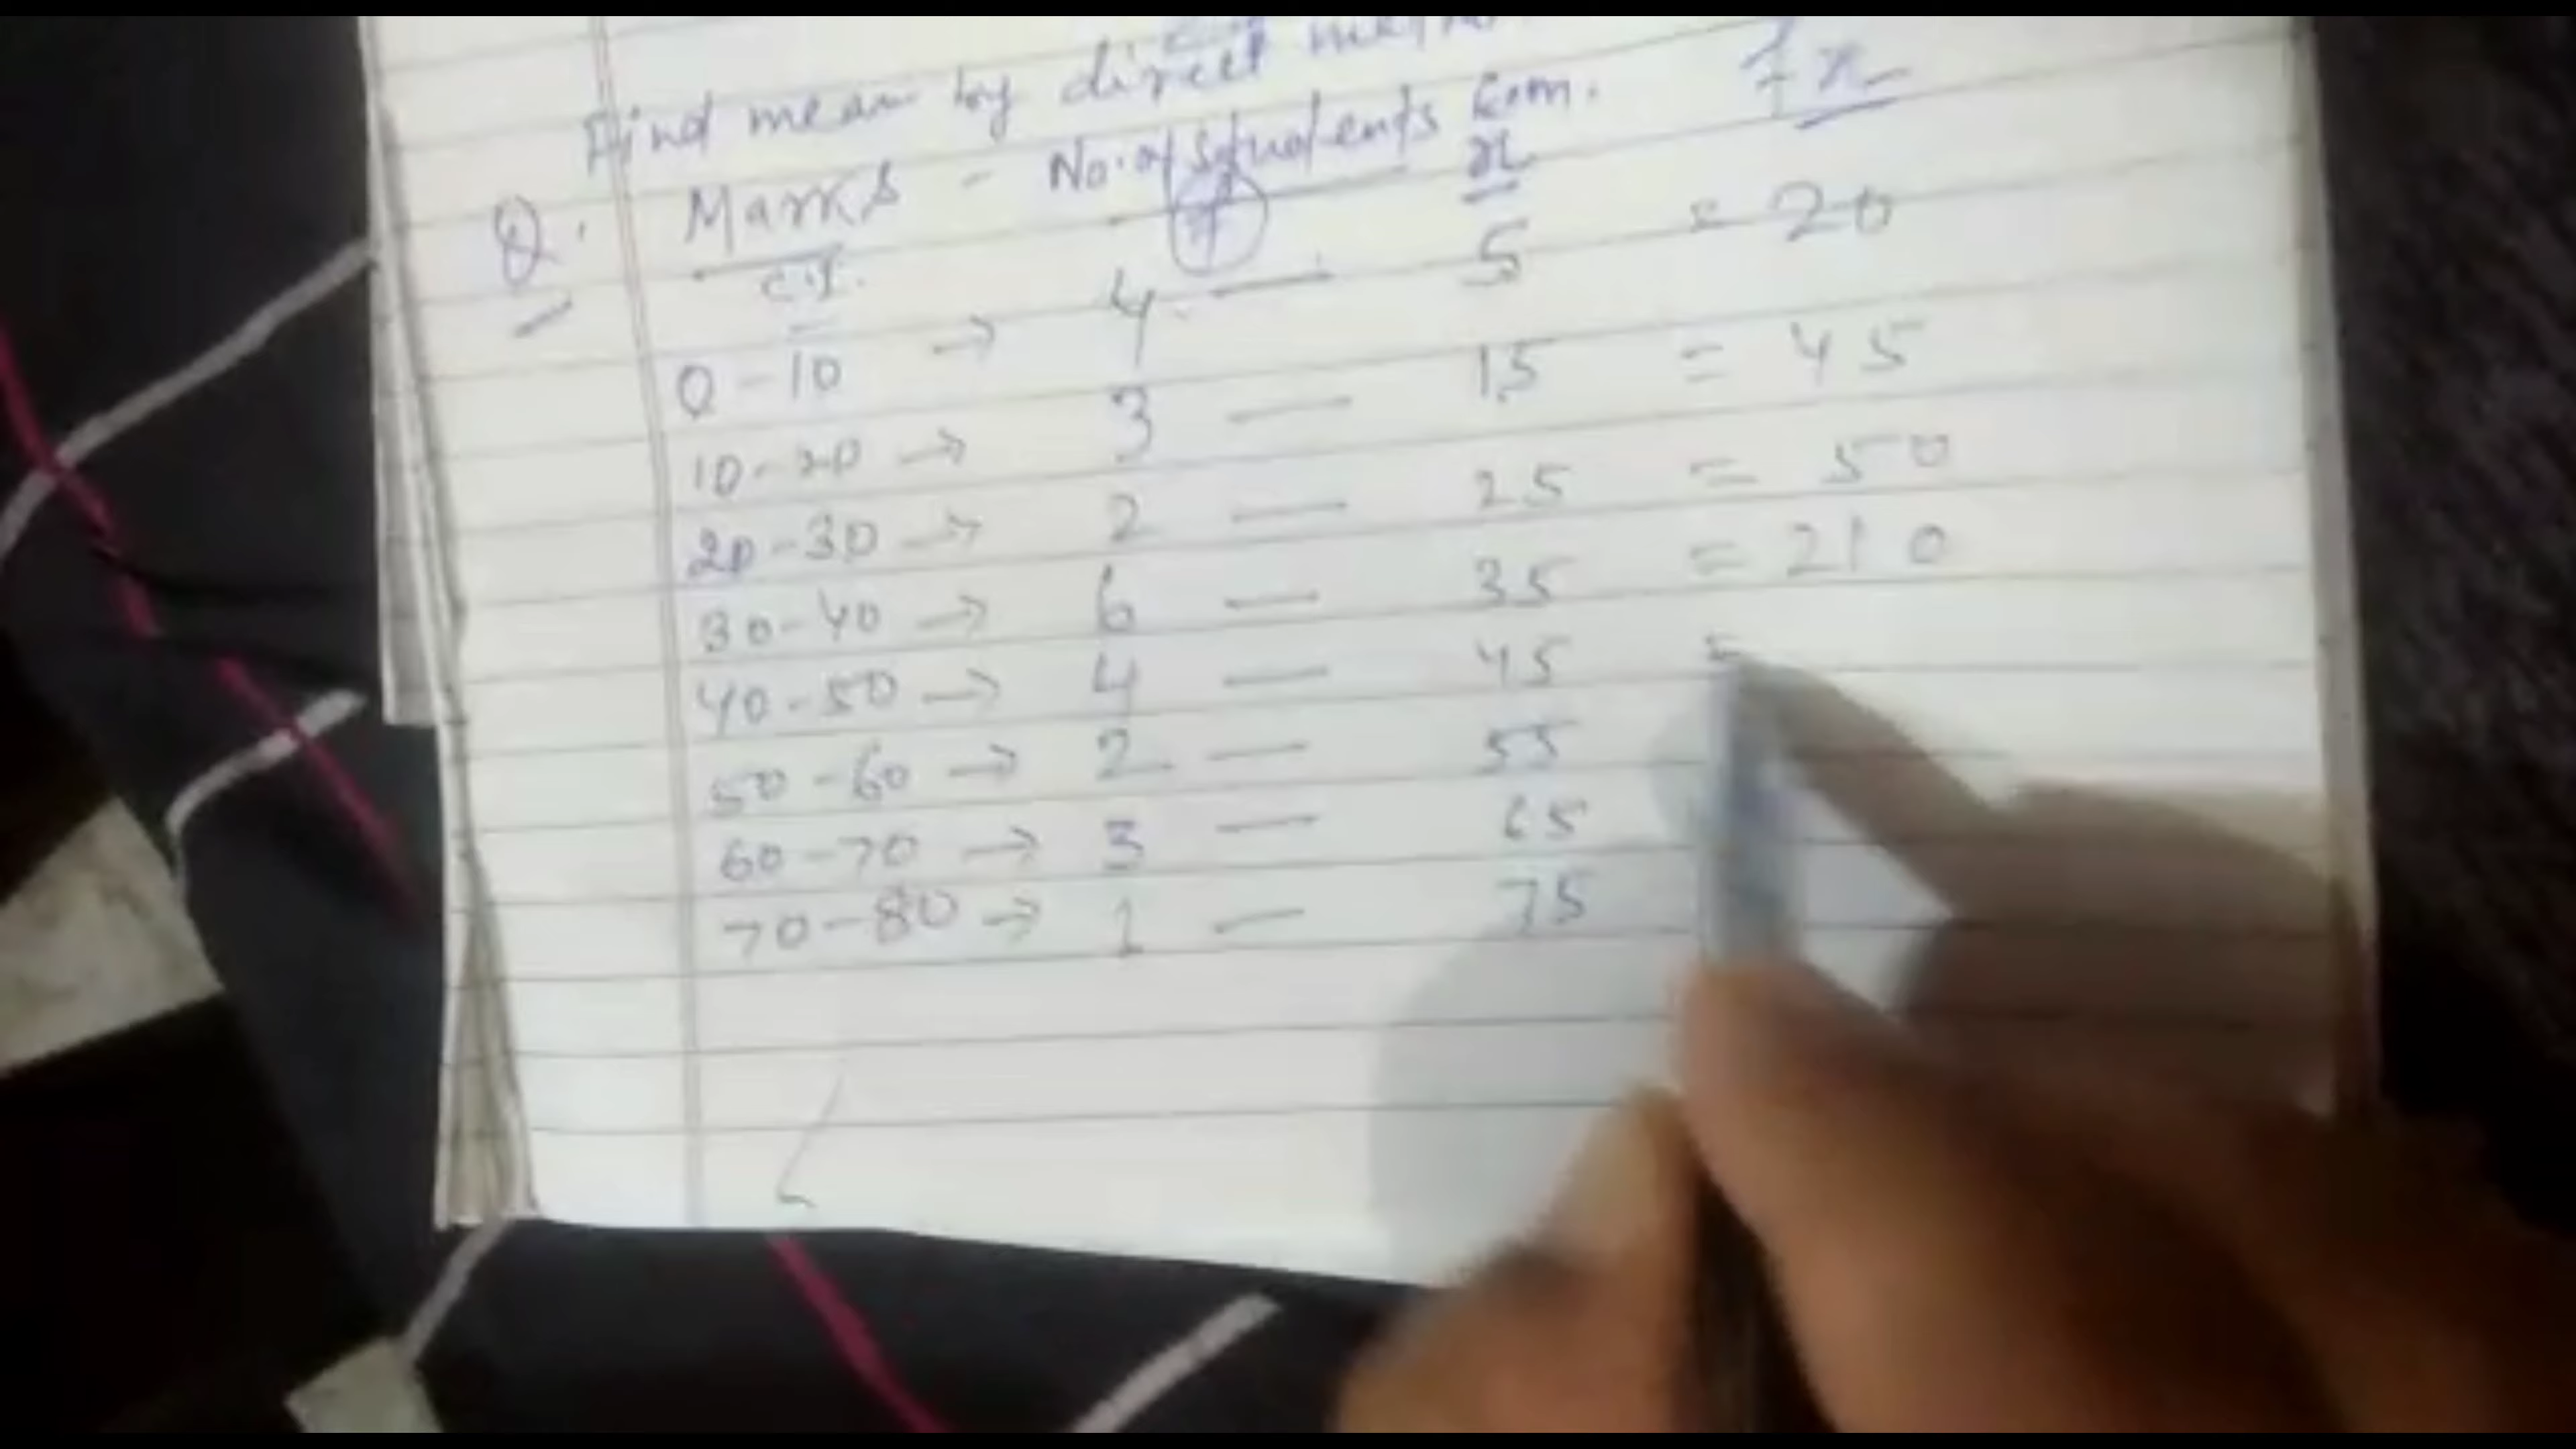 Find mean by direct
Q. Marks - No. of students com. fx
C.I. f x
0-10 → 4 — 5 = 20
10-20 → 3 — 15 = 45
20-30 → 2 — 25 = 50
30-40 → 6 — 35 = 210
40-50 → 4 — 45 =
50-60 → 2 — 55
60-70 → 3 — 65
70-80 → 1 — 75